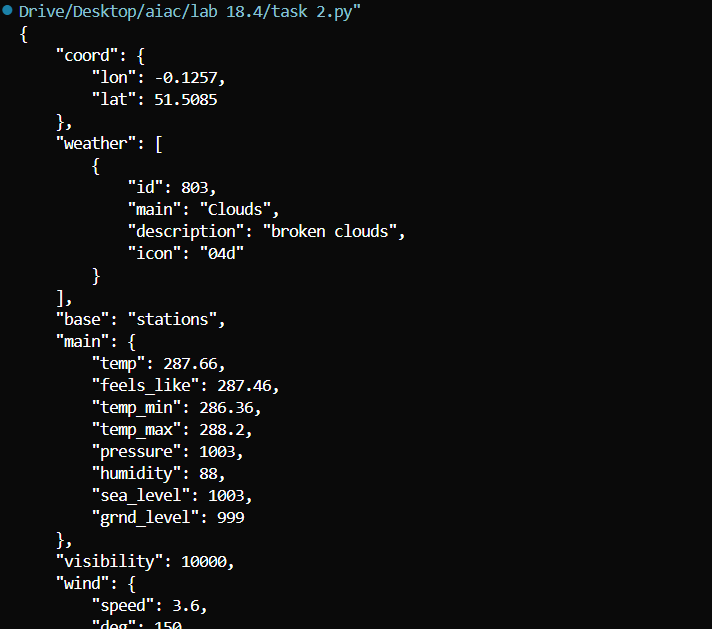 Drive/Desktop/aiac/lab 18.4/task 2.py"
{
    "coord": {
        "lon": -0.1257,
        "lat": 51.5085
    },
    "weather": [
        {
            "id": 803,
            "main": "Clouds",
            "description": "broken clouds",
            "icon": "04d"
        }
    ],
    "base": "stations",
    "main": {
        "temp": 287.66,
        "feels_like": 287.46,
        "temp_min": 286.36,
        "temp_max": 288.2,
        "pressure": 1003,
        "humidity": 88,
        "sea_level": 1003,
        "grnd_level": 999
    },
    "visibility": 10000,
    "wind": {
        "speed": 3.6,
        "deg": 150